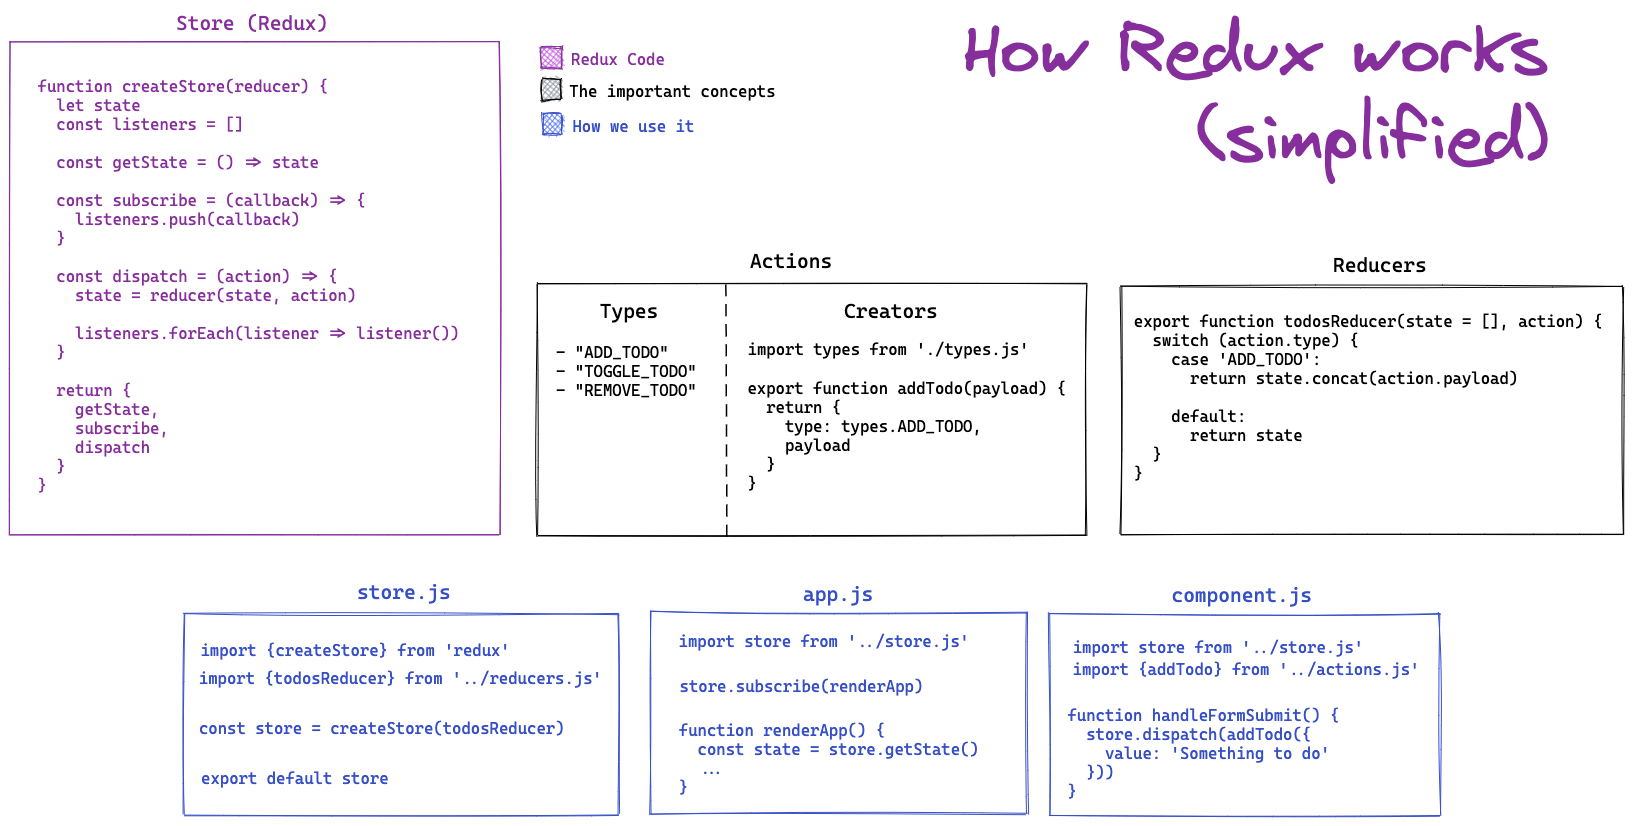 How Redux works
(simplified)
Redux Code
The important concepts
How we use it
Store (Redux)
function createStore(reducer) {
  let state
  const listeners = []

  const getState = () => state

  const subscribe = (callback) => {
    listeners.push(callback)
  }

  const dispatch = (action) => {
    state = reducer(state, action)

    listeners.forEach(listener => listener())
  }

  return {
    getState,
    subscribe,
    dispatch
  }
}
Actions
Types
- "ADD_TODO"
- "TOGGLE_TODO"
- "REMOVE_TODO"
Creators
import types from './types.js'

export function addTodo(payload) {
  return {
    type: types.ADD_TODO,
    payload
  }
}
Reducers
export function todosReducer(state = [], action) {
  switch (action.type) {
    case 'ADD_TODO':
      return state.concat(action.payload)

    default:
      return state
  }
}
store.js
import {createStore} from 'redux'
import {todosReducer} from '../reducers.js'

const store = createStore(todosReducer)

export default store
app.js
import store from '../store.js'

store.subscribe(renderApp)

function renderApp() {
  const state = store.getState()
  ...
}
component.js
import store from '../store.js'
import {addTodo} from '../actions.js'

function handleFormSubmit() {
  store.dispatch(addTodo({
    value: 'Something to do'
  }))
}